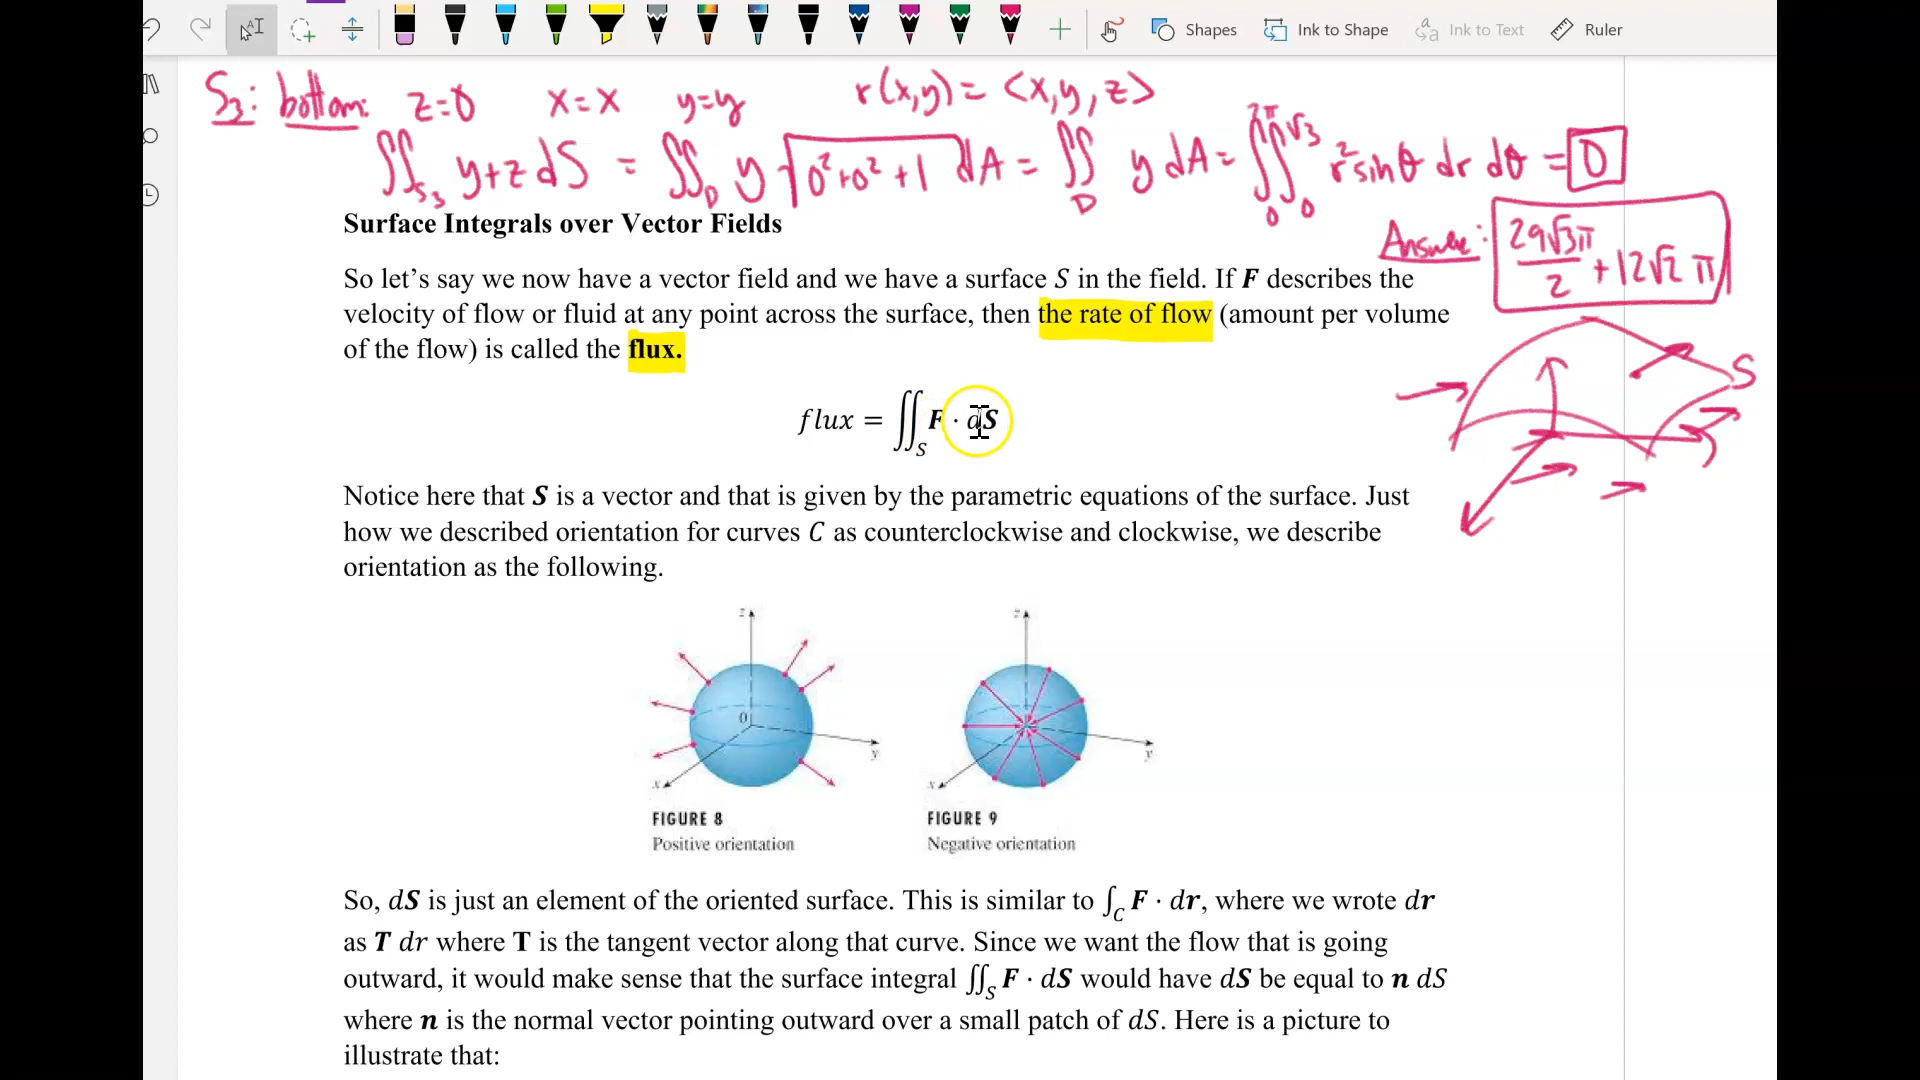 Shapes Ink to Shape Ink to Text Ruler
S₃: bottom: z=0 x=x y=y r(x,y)= <x,y,z>
∬_S₃ y+z dS = ∬_D y √(0²+0²+1) dA = ∬_D y dA = ∫₀^2π ∫₀^√3 r² sinθ dr dθ = 0
Surface Integrals over Vector Fields
Answer: 29√3π/2 + 12√2 π
So let’s say we now have a vector field and we have a surface S in the field. If F describes the
velocity of flow or fluid at any point across the surface, then the rate of flow (amount per volume
of the flow) is called the flux.
S
flux = ∬_S F · dS
Notice here that S is a vector and that is given by the parametric equations of the surface. Just
how we described orientation for curves C as counterclockwise and clockwise, we describe
orientation as the following.
z 0 y x
z y x
FIGURE 8
Positive orientation
FIGURE 9
Negative orientation
So, dS is just an element of the oriented surface. This is similar to ∫_C F · dr, where we wrote dr
as T dr where T is the tangent vector along that curve. Since we want the flow that is going
outward, it would make sense that the surface integral ∬_S F · dS would have dS be equal to n dS
where n is the normal vector pointing outward over a small patch of dS. Here is a picture to
illustrate that: